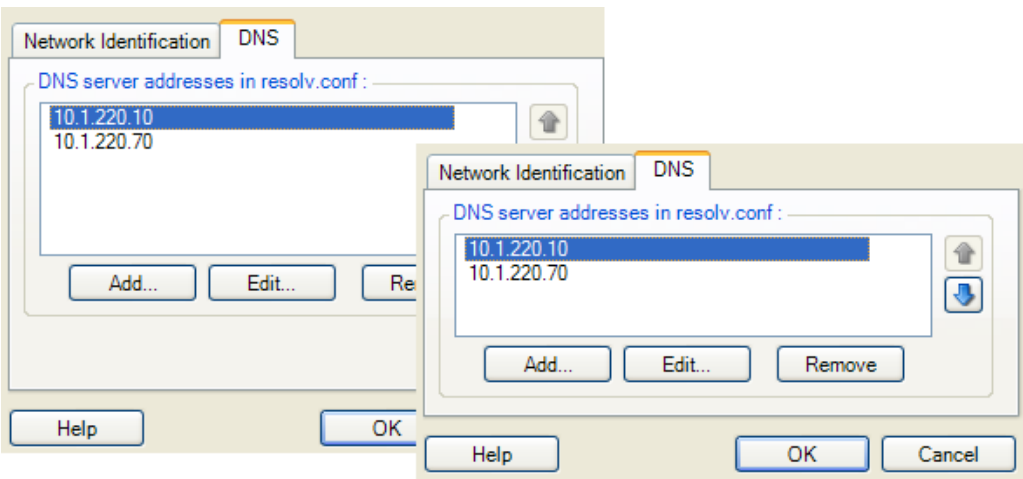 Network Identification DNS
DNS server addresses in resolv.conf :
10.1.220.10
10.1.220.70
Add... Edit...
Help OK
Network Identification DNS
DNS server addresses in resolv.conf :
10.1.220.10
10.1.220.70
Add... Edit... Remove
Help OK Cancel